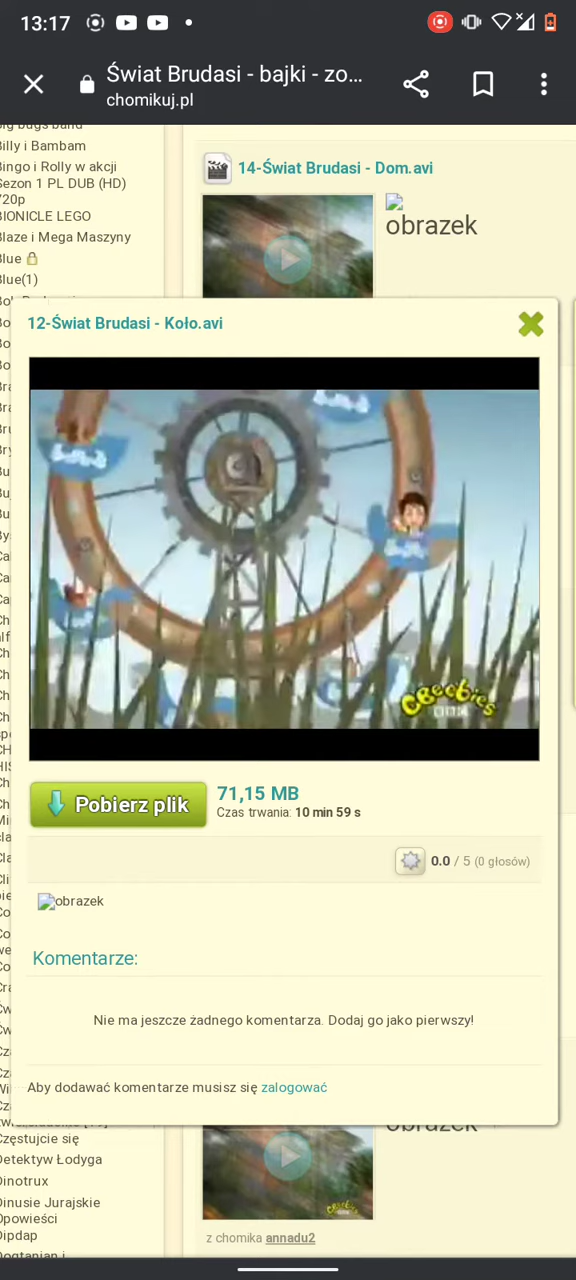 13:17
Świat Brudasi - bajki - zo...
chomikuj.pl
Billy i Bambam
Bingo i Rolly w akcji
Sezon 1 PL DUB (HD)
720p
BIONICLE LEGO
Blaze i Mega Maszyny
Blue
Blue(1)
14-Świat Brudasi - Dom.avi
obrazek
12-Świat Brudasi - Koło.avi
CBeebies
BBC
Pobierz plik
71,15 MB
Czas trwania: 10 min 59 s
0.0 / 5 (0 głosów)
obrazek
Komentarze:
Nie ma jeszcze żadnego komentarza. Dodaj go jako pierwszy!
Aby dodawać komentarze musisz się zalogować
obrazek
Częstujcie się
Detektyw Łodyga
Dinotrux
Dinusie Jurajskie
Opowieści
Dipdap
Dogtanian i
z chomika annadu2